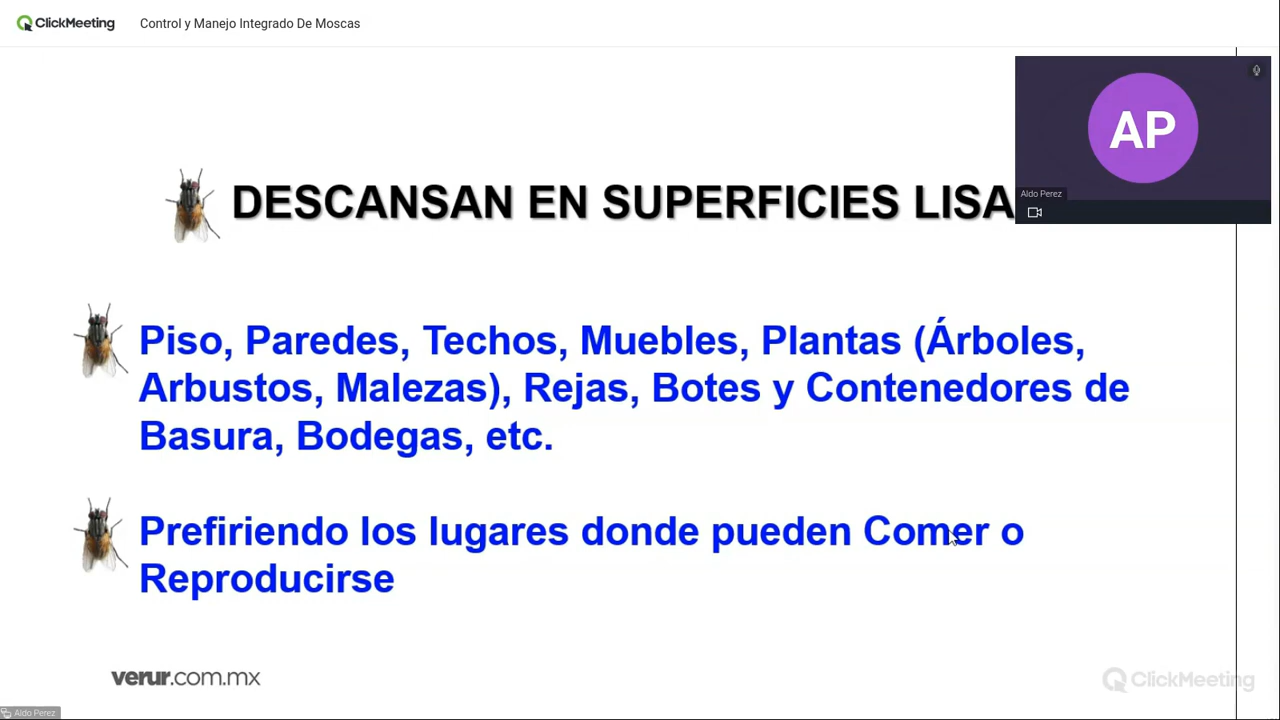 ClickMeeting Control y Manejo Integrado De Moscas
AP
Aldo Perez
DESCANSAN EN SUPERFICIES LISA
Piso, Paredes, Techos, Muebles, Plantas (Árboles,
Arbustos, Malezas), Rejas, Botes y Contenedores de
Basura, Bodegas, etc.
Prefiriendo los lugares donde pueden Comer o
Reproducirse
verur.com.mx
ClickMeeting
Aldo Perez